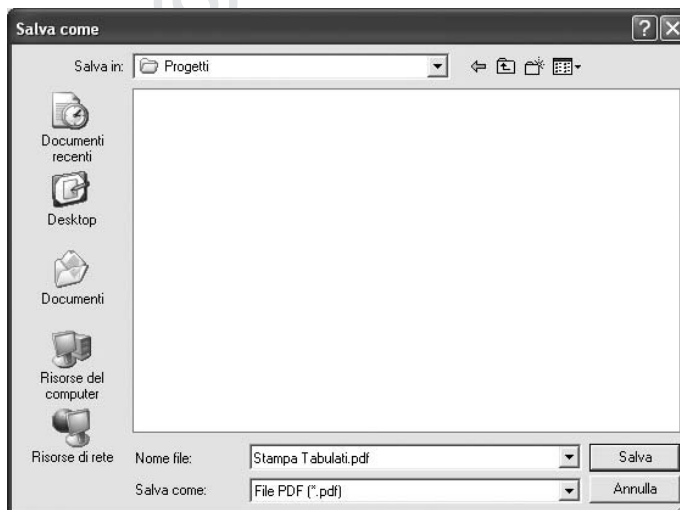 Salva come
Salva in: Progetti
Documenti
recenti
Desktop
Documenti
Risorse del
computer
Risorse di rete
Nome file: Stampa Tabulati.pdf Salva
Salva come: File PDF (*.pdf) Annulla